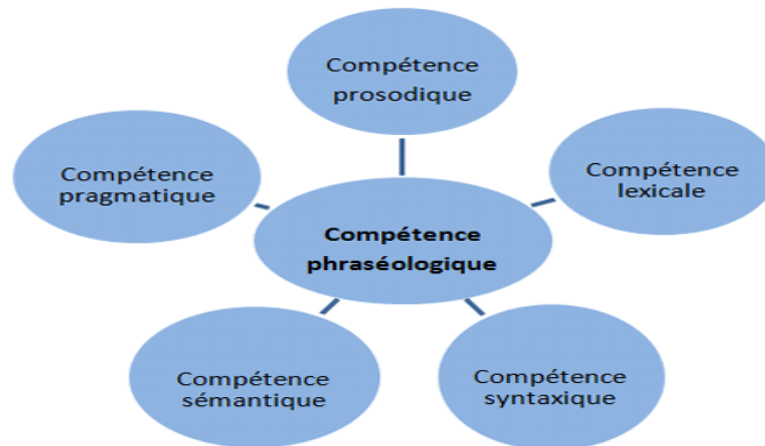 Compétence
prosodique
Compétence
pragmatique
Compétence
lexicale
Compétence
phraséologique
Compétence
sémantique
Compétence
syntaxique